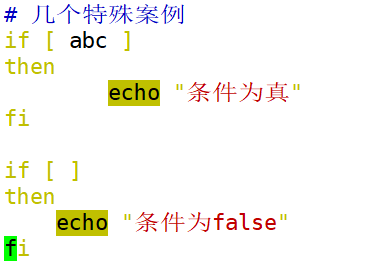 # 几个特殊案例
if [ abc ]
then
        echo "条件为真"
fi

if [ ]
then
    echo "条件为false"
fi